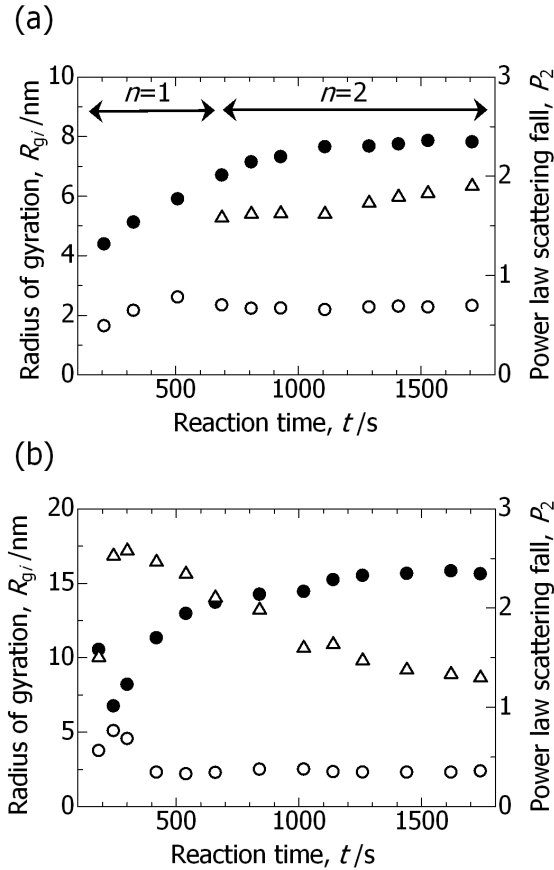 (a)
n=1
n=2
10
8
6
4
2
0
3
2
1
0
500
1000
1500
Radius of gyration, Rgi /nm
Power law scattering fall, P2
Reaction time, t /s
(b)
20
15
10
5
0
3
2
1
0
500
1000
1500
Radius of gyration, Rgi /nm
Power law scattering fall, P2
Reaction time, t /s